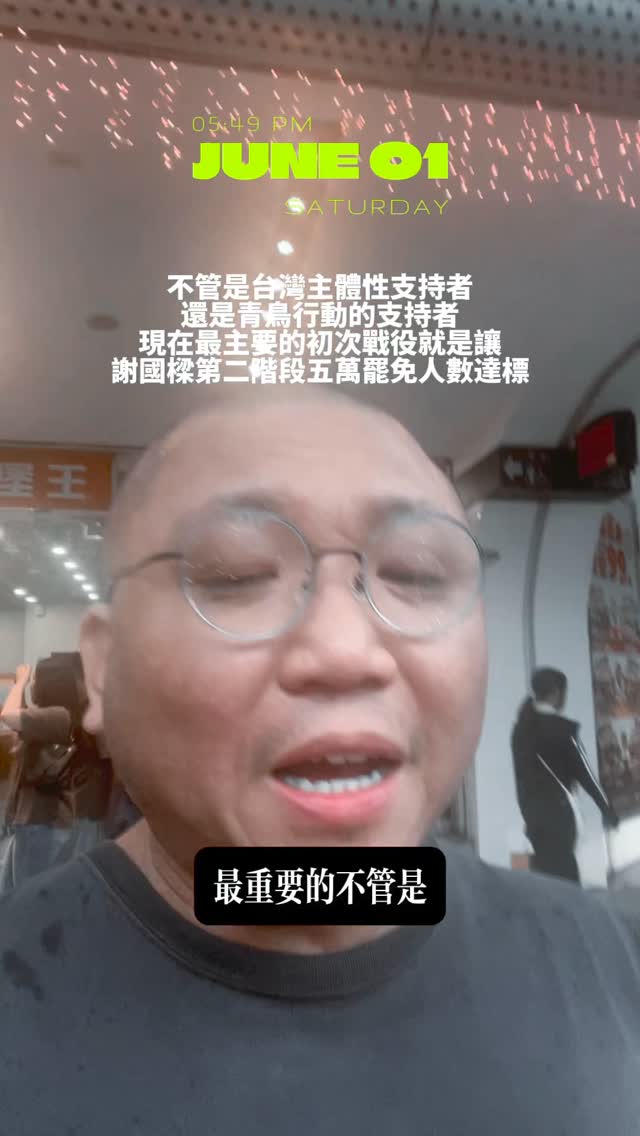 05:49 PM
JUNE 01
SATURDAY
不管是台灣主體性支持者
還是青鳥行動的支持者
現在最主要的初次戰役就是讓
謝國樑第二階段五萬罷免人數達標
堡王
99
最重要的不管是